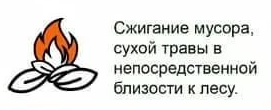 Сжигание мусора,
сухой травы в
непосредственной
близости к лесу.